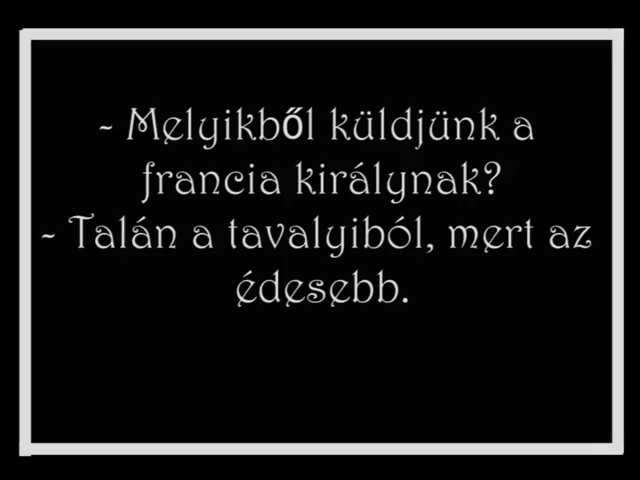 - Melyikből küldjünk a
francia királynak?
- Talán a tavalyiból, mert az
édesebb.